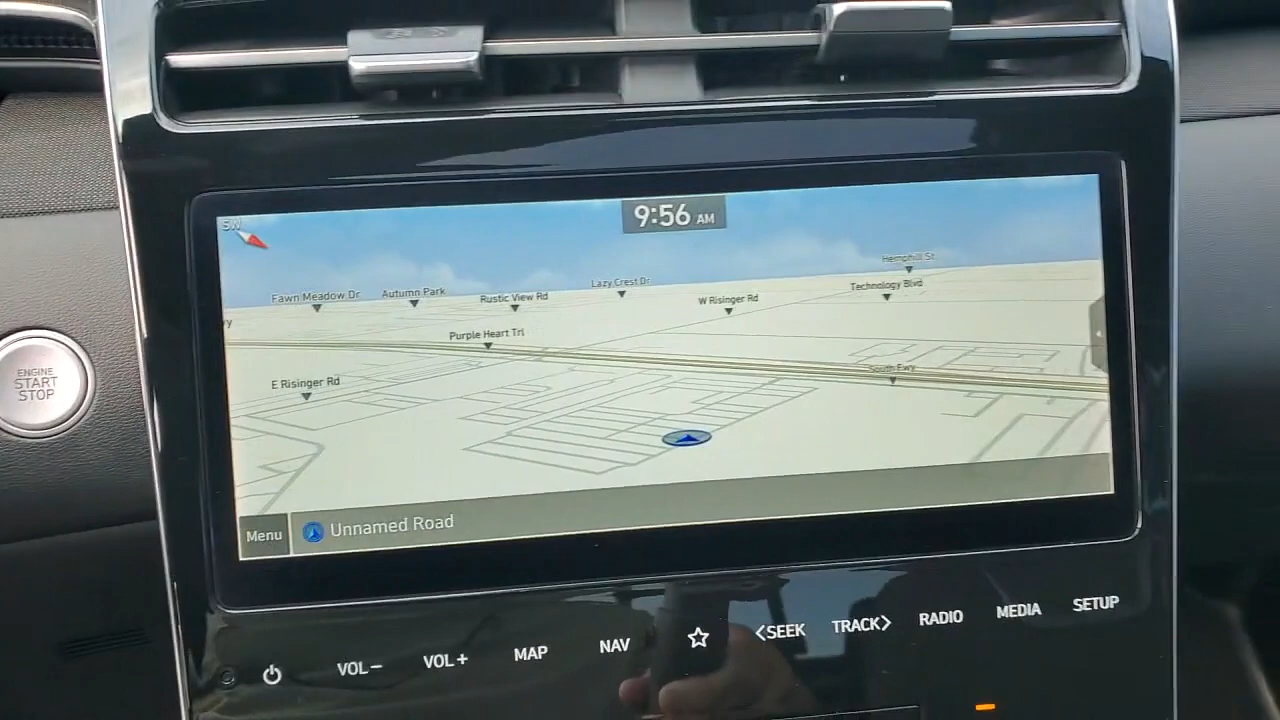 SW
9:56 AM
Hemphill St
Fawn Meadow Dr
Autumn Park
Rustic View Rd
Lazy Crest Dr
W Risinger Rd
Technology Blvd
Purple Heart Trl
South Fwy
E Risinger Rd
ENGINE
START
STOP
Menu
Unnamed Road
VOL− VOL+ MAP NAV <SEEK TRACK> RADIO MEDIA SETUP